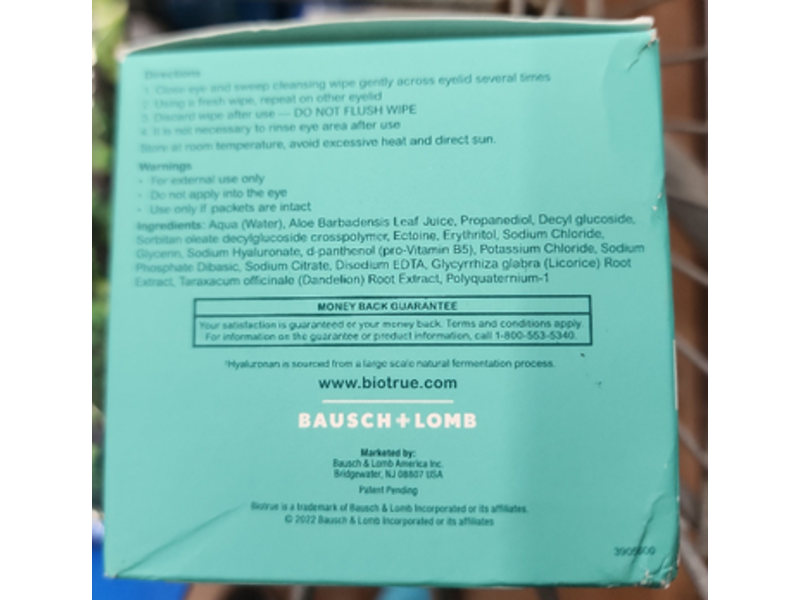 Directions
1. Close eye and sweep cleansing wipe gently across eyelid several times
2. Using a fresh wipe, repeat on other eyelid
3. Discard wipe after use — DO NOT FLUSH WIPE
4. It is not necessary to rinse eye area after use
Store at room temperature, avoid excessive heat and direct sun.
Warnings
- For external use only
- Do not apply into the eye
- Use only if packets are intact
Ingredients: Aqua (Water), Aloe Barbadensis Leaf Juice, Propanediol, Decyl glucoside,
Sorbitan oleate decylglucoside crosspolymer, Ectoine, Erythritol, Sodium Chloride,
Glycerin, Sodium Hyaluronate, d-panthenol (pro-Vitamin B5), Potassium Chloride, Sodium
Phosphate Dibasic, Sodium Citrate, Disodium EDTA, Glycyrrhiza glabra (Licorice) Root
Extract, Taraxacum officinale (Dandelion) Root Extract, Polyquaternium-1
MONEY BACK GUARANTEE
Your satisfaction is guaranteed or your money back. Terms and conditions apply.
For information on the guarantee or product information, call 1-800-553-5340.
*Hyaluronan is sourced from a large scale natural fermentation process.
www.biotrue.com
BAUSCH + LOMB
Marketed by:
Bausch & Lomb America Inc.
Bridgewater, NJ 08807 USA
Patent Pending
Biotrue is a trademark of Bausch & Lomb Incorporated or its affiliates.
© 2022 Bausch & Lomb Incorporated or its affiliates